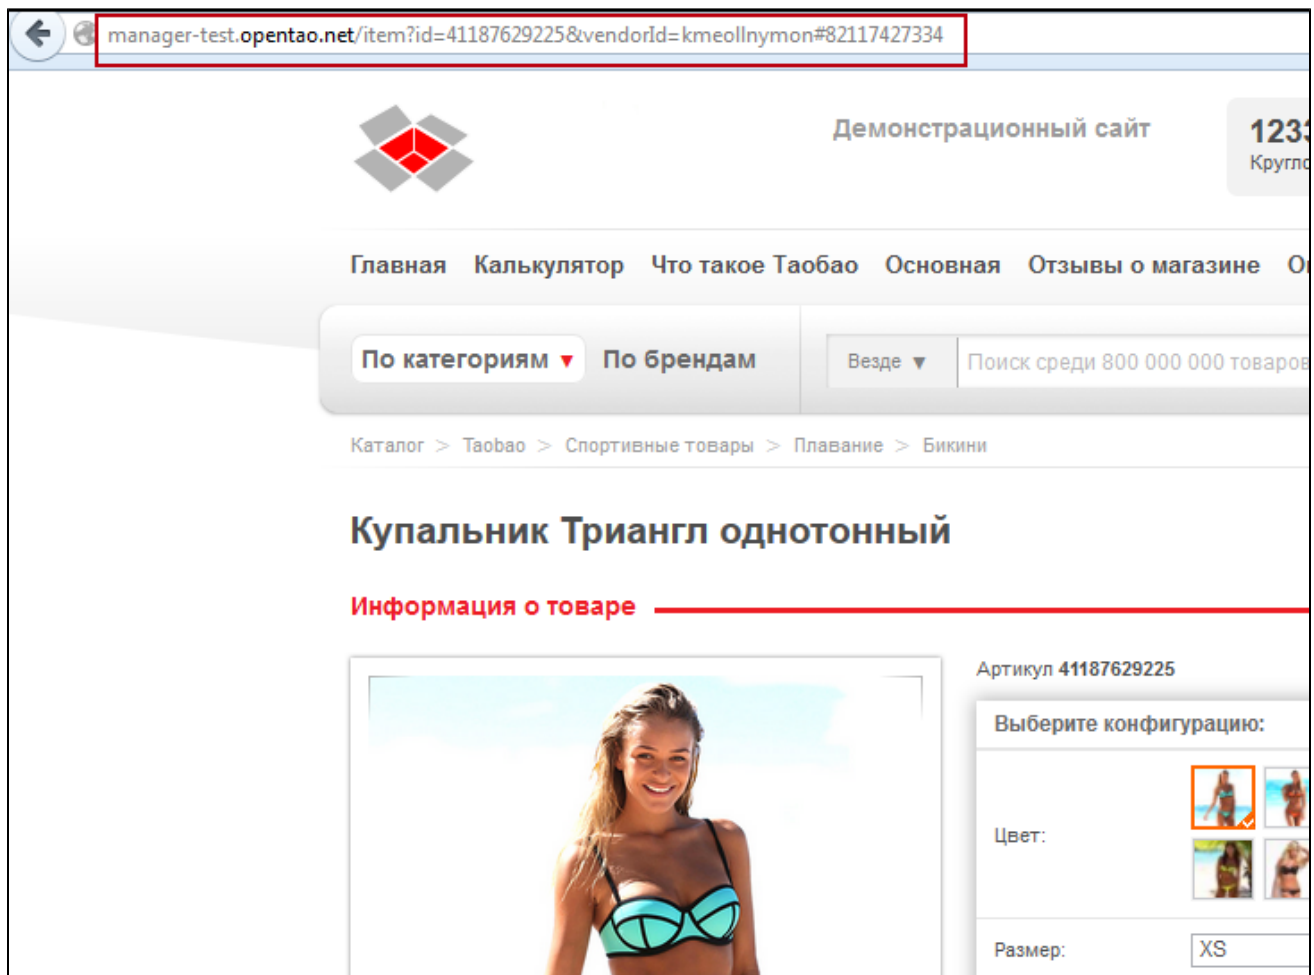 manager-test.opentao.net/item?id=41187629225&vendorId=kmeollnymon#82117427334
Демонстрационный сайт
123
Кругло
Главная Калькулятор Что такое Таобао Основная Отзывы о магазине
По категориям ▼ По брендам Везде ▼ Поиск среди 800 000 000 товаров
Каталог > Taobao > Спортивные товары > Плавание > Бикини
Купальник Триангл однотонный
Информация о товаре
Артикул 41187629225
Выберите конфигурацию:
Цвет:
Размер: XS